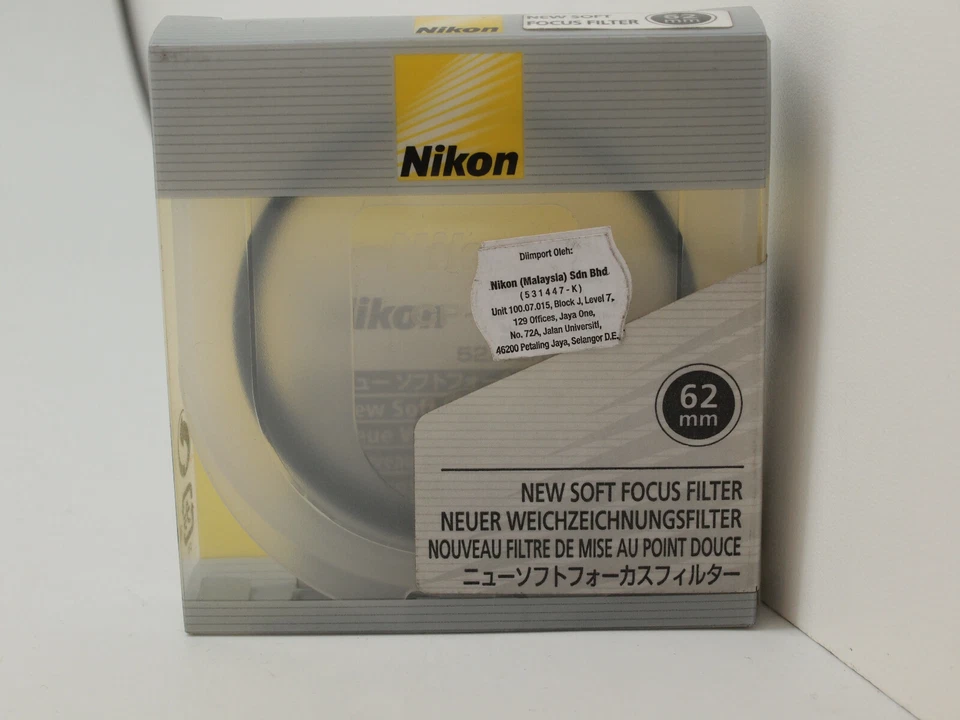 Nikon
NEW SOFT
FOCUS FILTER
62
mm
Nikon
Diimport Oleh:
Nikon (Malaysia) Sdn Bhd.
(531447-K)
Unit 100.07.015, Block J, Level 7,
129 Offices, Jaya One,
No. 72A, Jalan Universiti,
46200 Petaling Jaya, Selangor D.E.
62
mm
NEW SOFT FOCUS FILTER
NEUER WEICHZEICHNUNGSFILTER
NOUVEAU FILTRE DE MISE AU POINT DOUCE
ニューソフトフォーカスフィルター